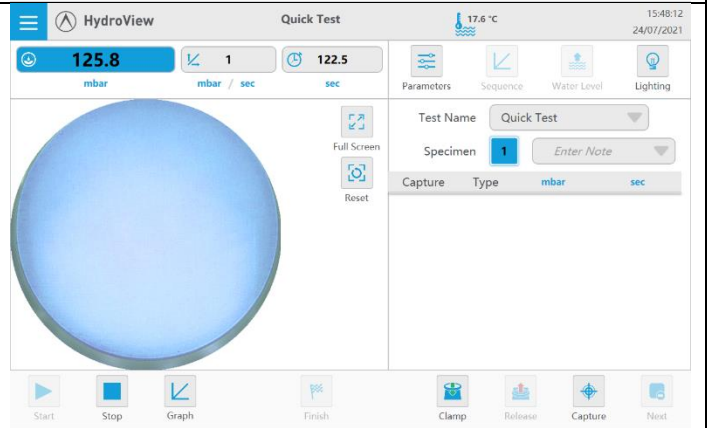 HydroView
Quick Test
17.6 °C
15:48:12
24/07/2021
125.8
mbar
1
mbar / sec
122.5
sec
Parameters
Sequence
Water Level
Lighting
Full Screen
Reset
Test Name Quick Test
Specimen 1 Enter Note
Capture Type mbar sec
Start
Stop
Graph
Finish
Clamp
Release
Capture
Next